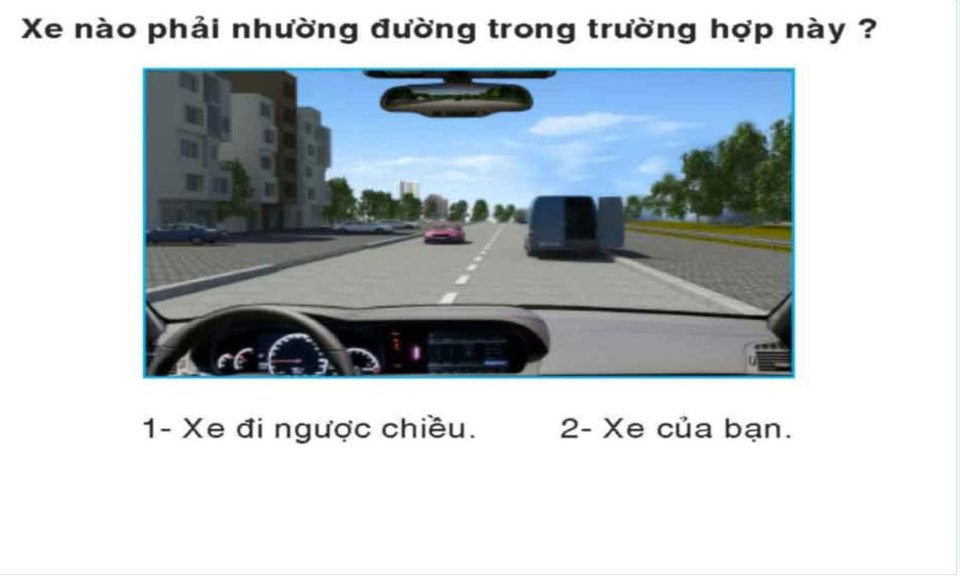 Xe nào phải nhường đường trong trường hợp này ?
1- Xe đi ngược chiều. 2- Xe của bạn.